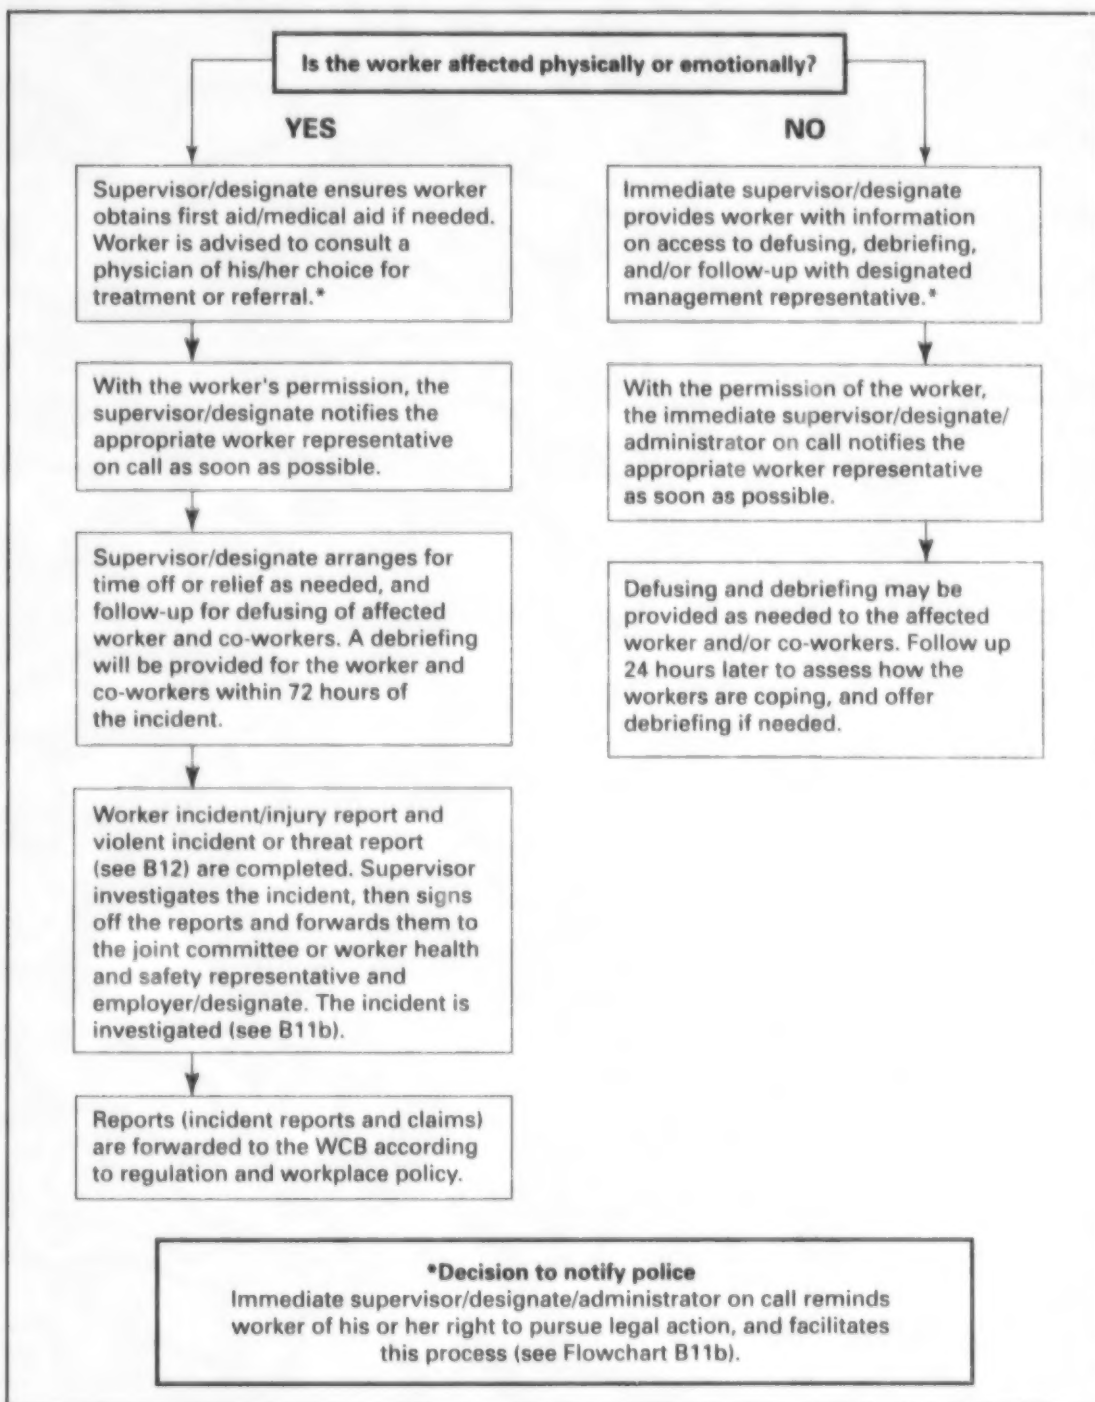 Is the worker affected physically or emotionally?
YES
NO
Supervisor/designate ensures worker
obtains first aid/medical aid if needed.
Worker is advised to consult a
physician of his/her choice for
treatment or referral.*
Immediate supervisor/designate
provides worker with information
on access to defusing, debriefing,
and/or follow-up with designated
management representative.*
With the worker's permission, the
supervisor/designate notifies the
appropriate worker representative
on call as soon as possible.
With the permission of the worker,
the immediate supervisor/designate/
administrator on call notifies the
appropriate worker representative
as soon as possible.
Supervisor/designate arranges for
time off or relief as needed, and
follow-up for defusing of affected
worker and co-workers. A debriefing
will be provided for the worker and
co-workers within 72 hours of
the incident.
Defusing and debriefing may be
provided as needed to the affected
worker and/or co-workers. Follow up
24 hours later to assess how the
workers are coping, and offer
debriefing if needed.
Worker incident/injury report and
violent incident or threat report
(see B12) are completed. Supervisor
investigates the incident, then signs
off the reports and forwards them to
the joint committee or worker health
and safety representative and
employer/designate. The incident is
investigated (see B11b).
Reports (incident reports and claims)
are forwarded to the WCB according
to regulation and workplace policy.
*Decision to notify police
Immediate supervisor/designate/administrator on call reminds
worker of his or her right to pursue legal action, and facilitates
this process (see Flowchart B11b).